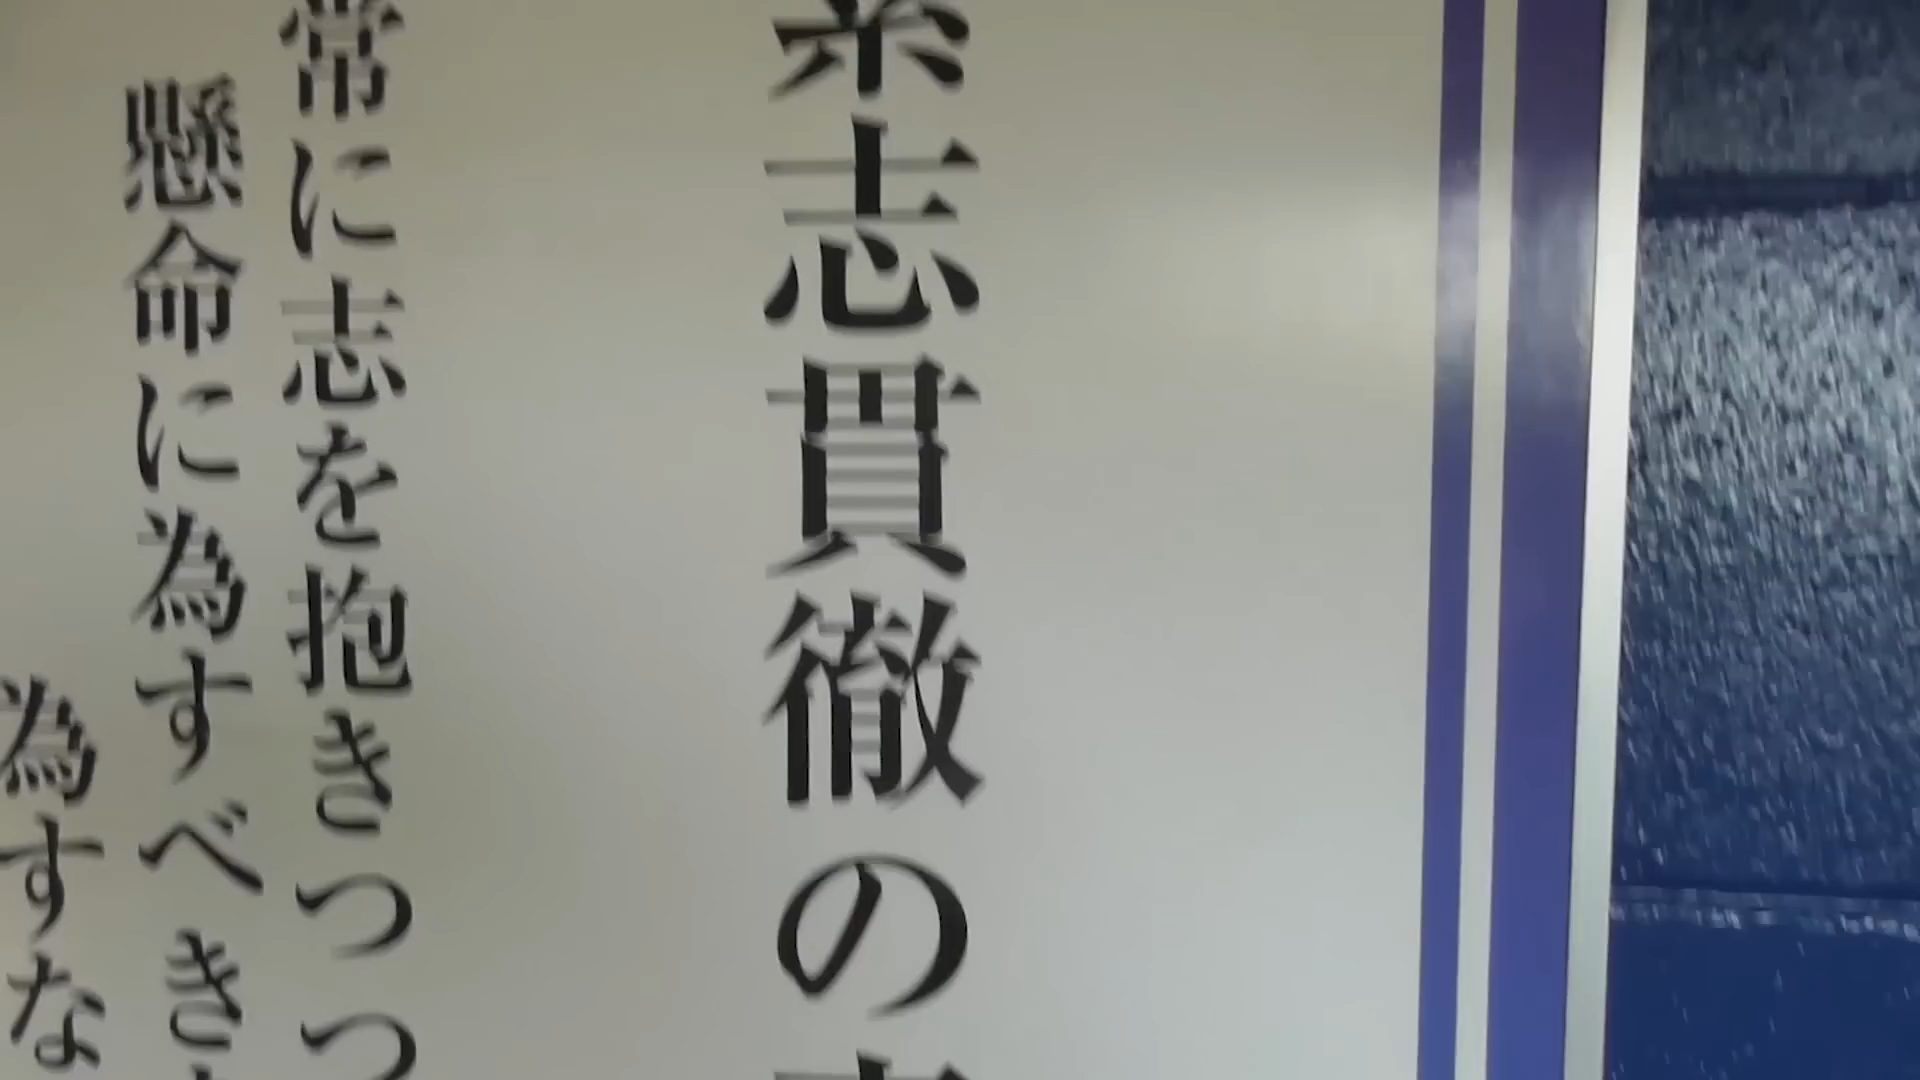 志貫徹の
常に志を抱きつつ
懸命に為すべき
為すな